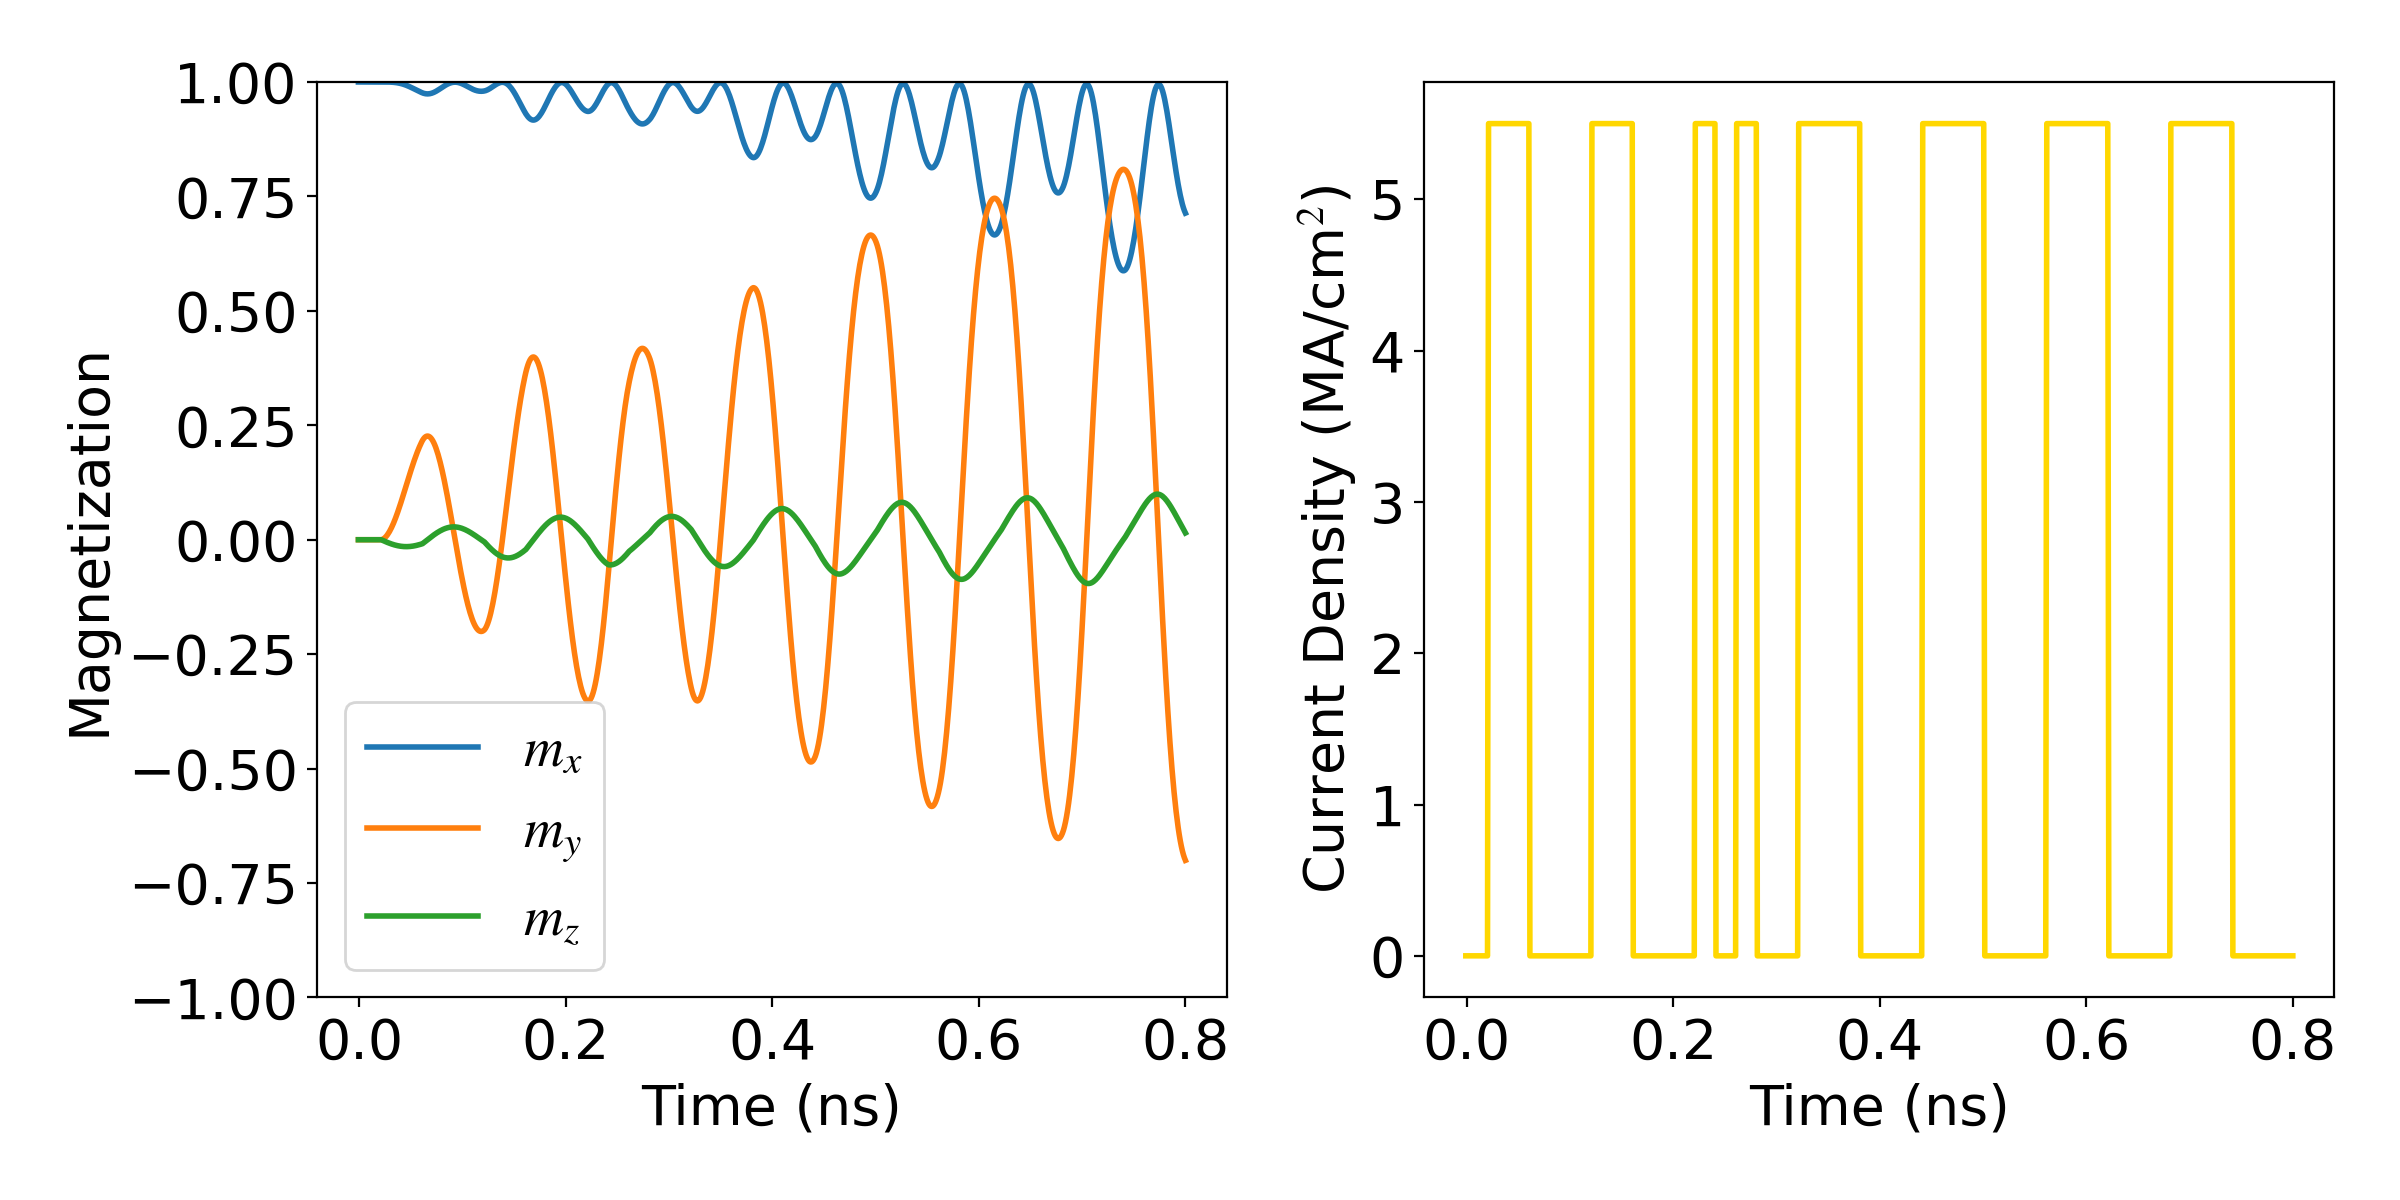 1.00
0.75
0.50
0.25
0.00
−0.25
−0.50
−0.75
−1.00
Magnetization
m_x
m_y
m_z
0.0 0.2 0.4 0.6 0.8
Time (ns)
5
4
3
2
1
0
Current Density (MA/cm²)
0.0 0.2 0.4 0.6 0.8
Time (ns)